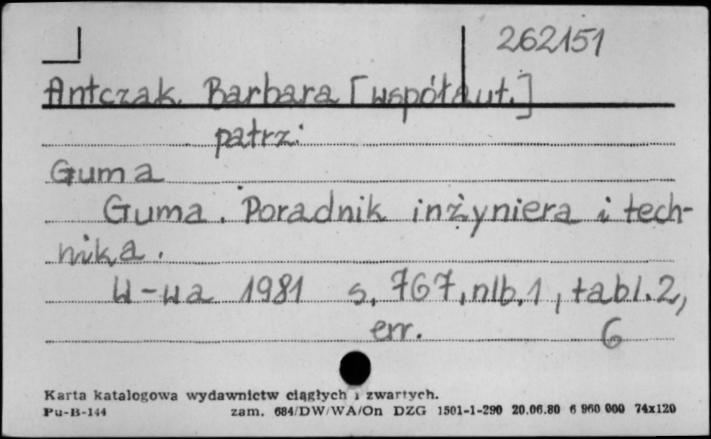 262151
Antczak Barbara [współaut.]
patrz:
Guma
Guma. Poradnik inżyniera i tech-
nika.
W-wa 1981 s. 767, nlb. 1, tabl. 2,
err. 6
Karta katalogowa wydawnictw ciągłych i zwartych.
Pu-B-144 zam. 684/DW/WA/On DZG 1501-1-290 20.06.80 6 960 000 74x120